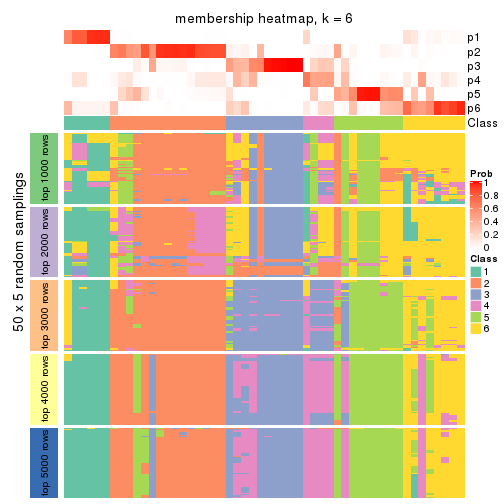 membership heatmap, k = 6
p1
p2
p3
p4
p5
p6
Class
50 x 5 random samplings
top 1000 rows
top 2000 rows
top 3000 rows
top 4000 rows
top 5000 rows
Prob
1
0.8
0.6
0.4
0.2
0
Class
1
2
3
4
5
6